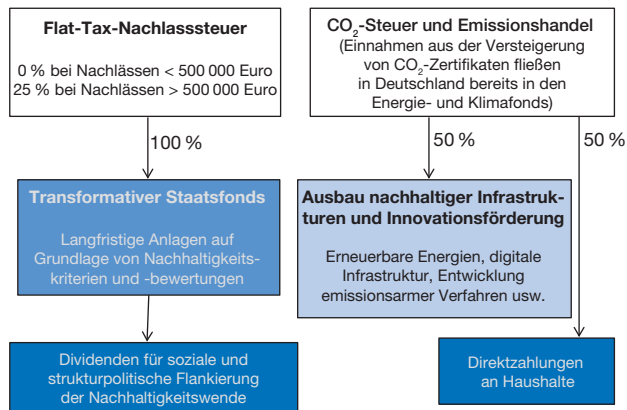 Flat-Tax-Nachlasssteuer
0 % bei Nachlässen < 500 000 Euro
25 % bei Nachlässen > 500 000 Euro
CO₂-Steuer und Emissionshandel
(Einnahmen aus der Versteigerung
von CO₂-Zertifikaten fließen
in Deutschland bereits in den
Energie- und Klimafonds)
100 %
50 %
50 %
Transformativer Staatsfonds
Langfristige Anlagen auf
Grundlage von Nachhaltigkeits-
kriterien und -bewertungen
Ausbau nachhaltiger Infrastruk-
turen und Innovationsförderung
Erneuerbare Energien, digitale
Infrastruktur, Entwicklung
emissionsarmer Verfahren usw.
Dividenden für soziale und
strukturpolitische Flankierung
der Nachhaltigkeitswende
Direktzahlungen
an Haushalte